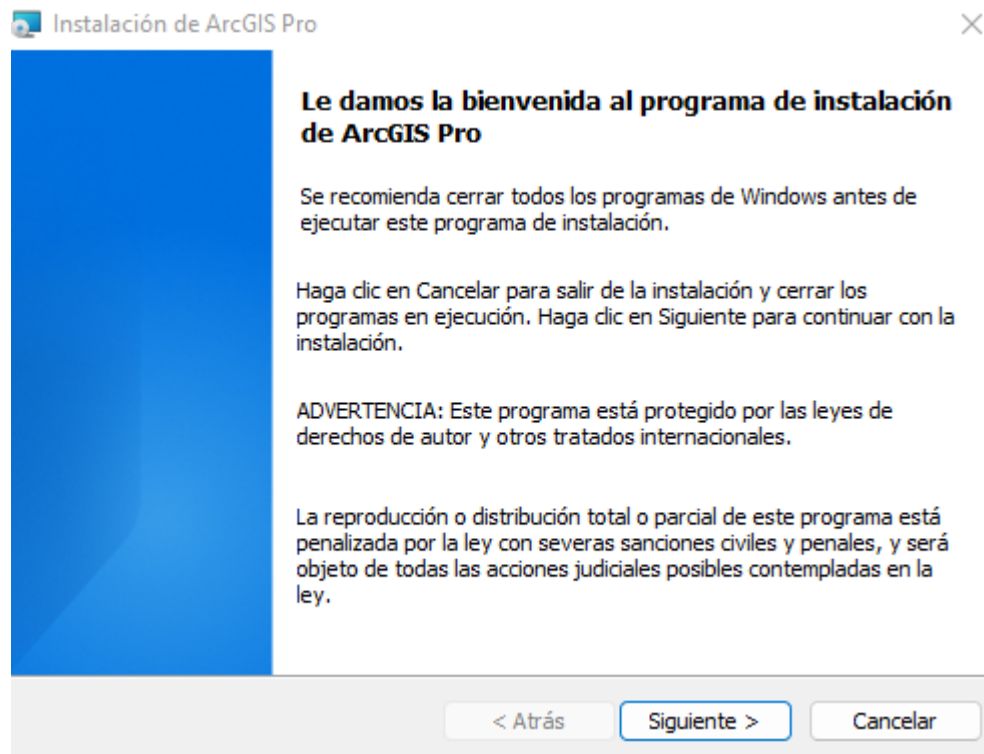 Instalación de ArcGIS Pro
Le damos la bienvenida al programa de instalación
de ArcGIS Pro
Se recomienda cerrar todos los programas de Windows antes de
ejecutar este programa de instalación.
Haga clic en Cancelar para salir de la instalación y cerrar los
programas en ejecución. Haga clic en Siguiente para continuar con la
instalación.
ADVERTENCIA: Este programa está protegido por las leyes de
derechos de autor y otros tratados internacionales.
La reproducción o distribución total o parcial de este programa está
penalizada por la ley con severas sanciones civiles y penales, y será
objeto de todas las acciones judiciales posibles contempladas en la
ley.
< Atrás Siguiente > Cancelar